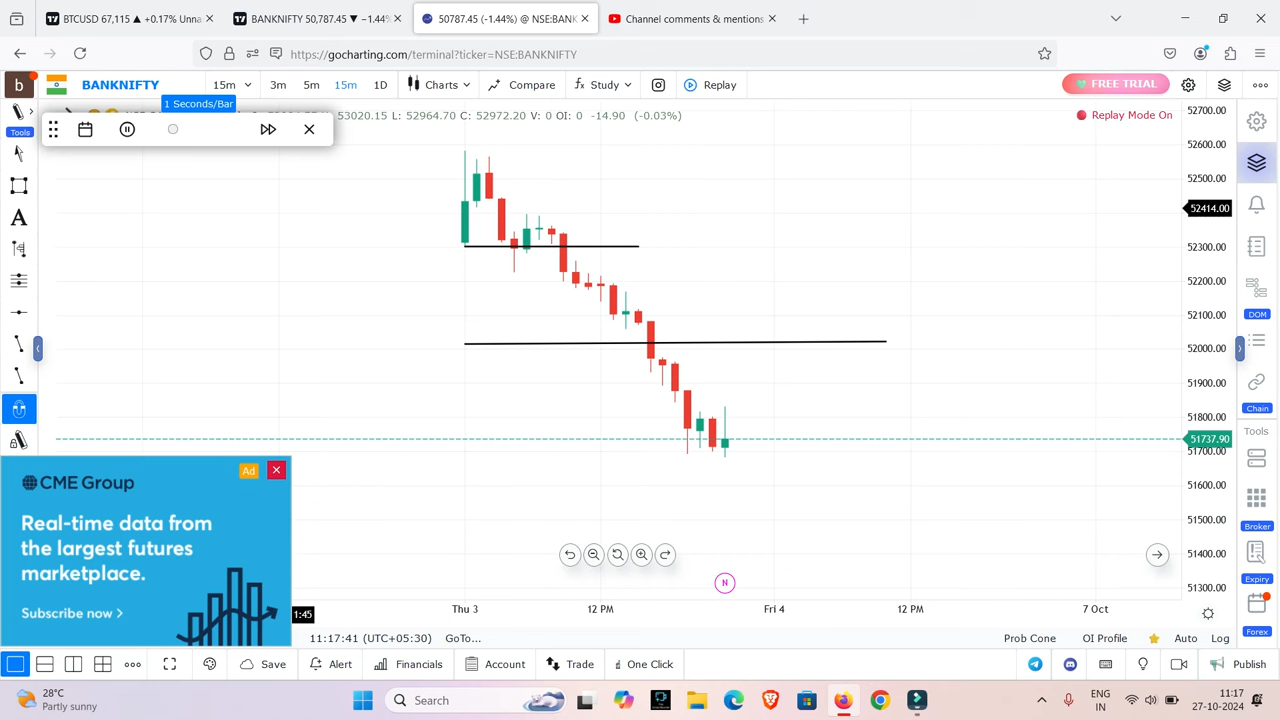 BTCUSD 67,115 ▲ +0.17% Unna
BANKNIFTY 50,787.45 ▼ −1.44%
50787.45 (-1.44%) @ NSE:BANK
Channel comments & mentions
https://gocharting.com/terminal?ticker=NSE:BANKNIFTY
b
BANKNIFTY
15m
3m
5m
15m
Charts
Compare
fx Study
Replay
FREE TRIAL
1 Seconds/Bar
53020.15 L: 52964.70 C: 52972.20 V: 0 OI: 0 -14.90 (-0.03%)
Replay Mode On
Tools
A
52700.00
52600.00
52500.00
52414.00
52300.00
52200.00
52100.00
52000.00
51900.00
51800.00
51737.90
51700.00
51600.00
51500.00
51400.00
51300.00
DOM
Chain
Tools
Broker
Expiry
Forex
Ad
CME Group
Real-time data from
the largest futures
marketplace.
Subscribe now >
N
1:45
Thu 3
12 PM
Fri 4
12 PM
7 Oct
11:17:41 (UTC+05:30)
GoTo...
Prob Cone
OI Profile
Auto
Log
Save
Alert
Financials
Account
Trade
One Click
Publish
28°C
Partly sunny
Search
ENG
IN
11:17
27-10-2024